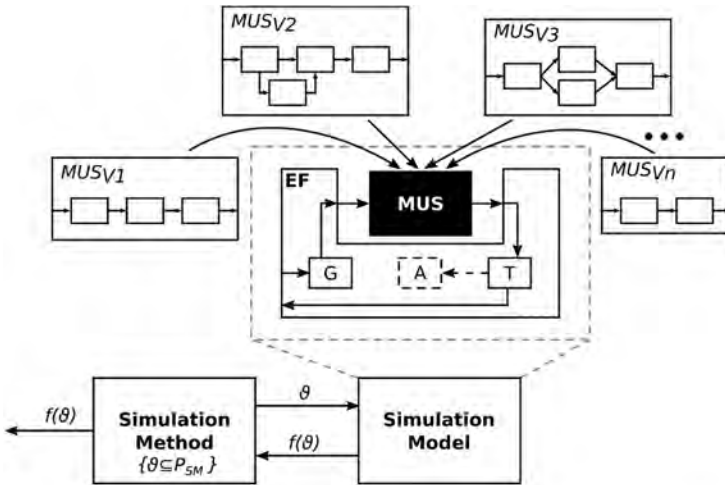 MUSV2
MUSV3
MUSV1
MUSVn
EF
MUS
G
A
T
f(ϑ)
Simulation
Method
{ϑ⊆PSM}
ϑ
f(ϑ)
Simulation
Model